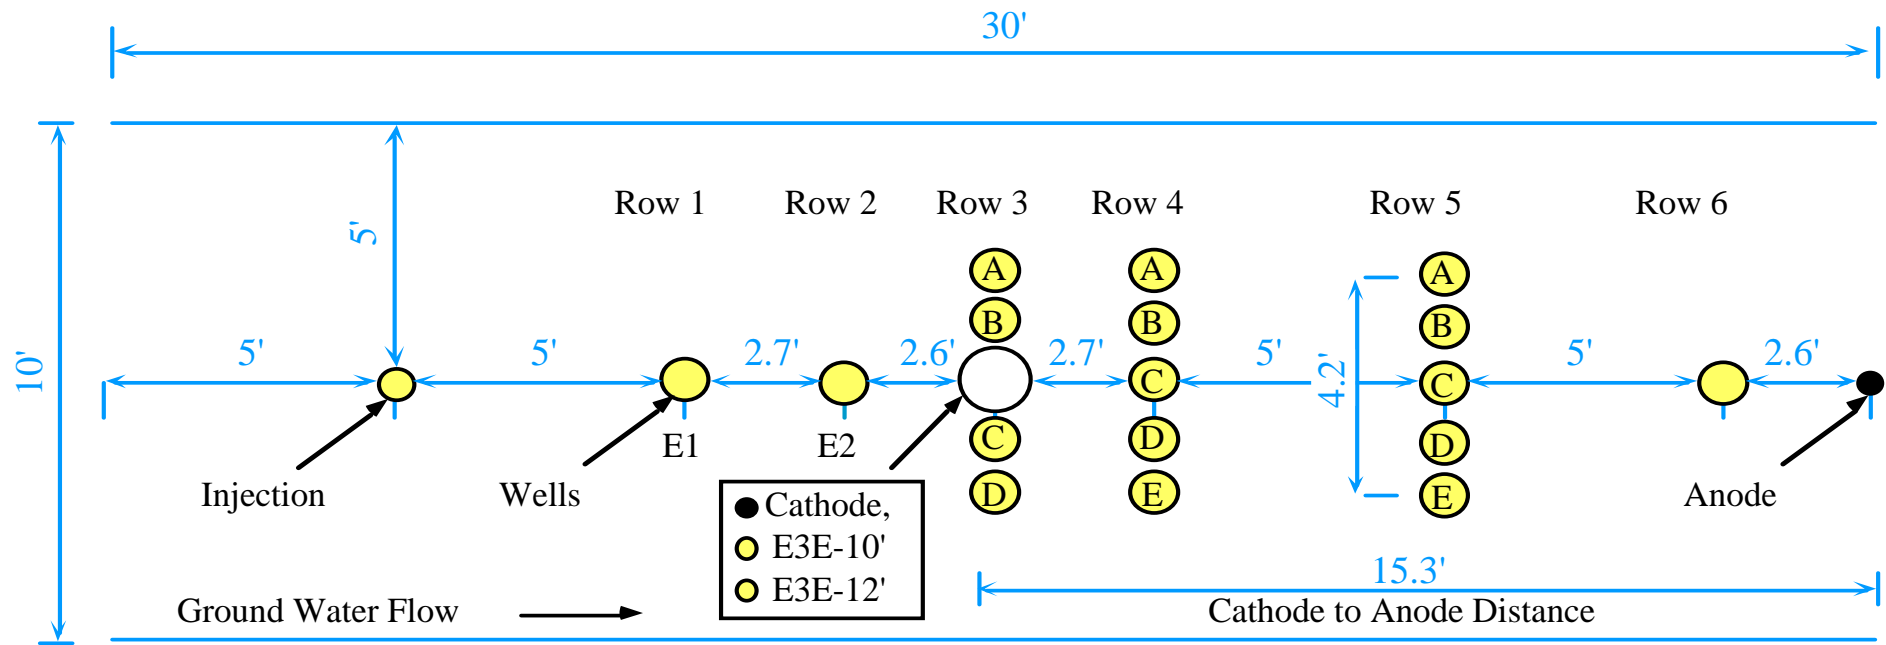 30'
Row 1 Row 2 Row 3 Row 4 Row 5 Row 6
5'
A A A
B B B
5' 5' 2.7' 2.6' 2.7' 5' 5' 2.6'
10'
C C
4.2'
E1 E2 C D D
Injection Wells D E E Anode
Cathode,
E3E-10'
E3E-12'
15.3'
Ground Water Flow Cathode to Anode Distance